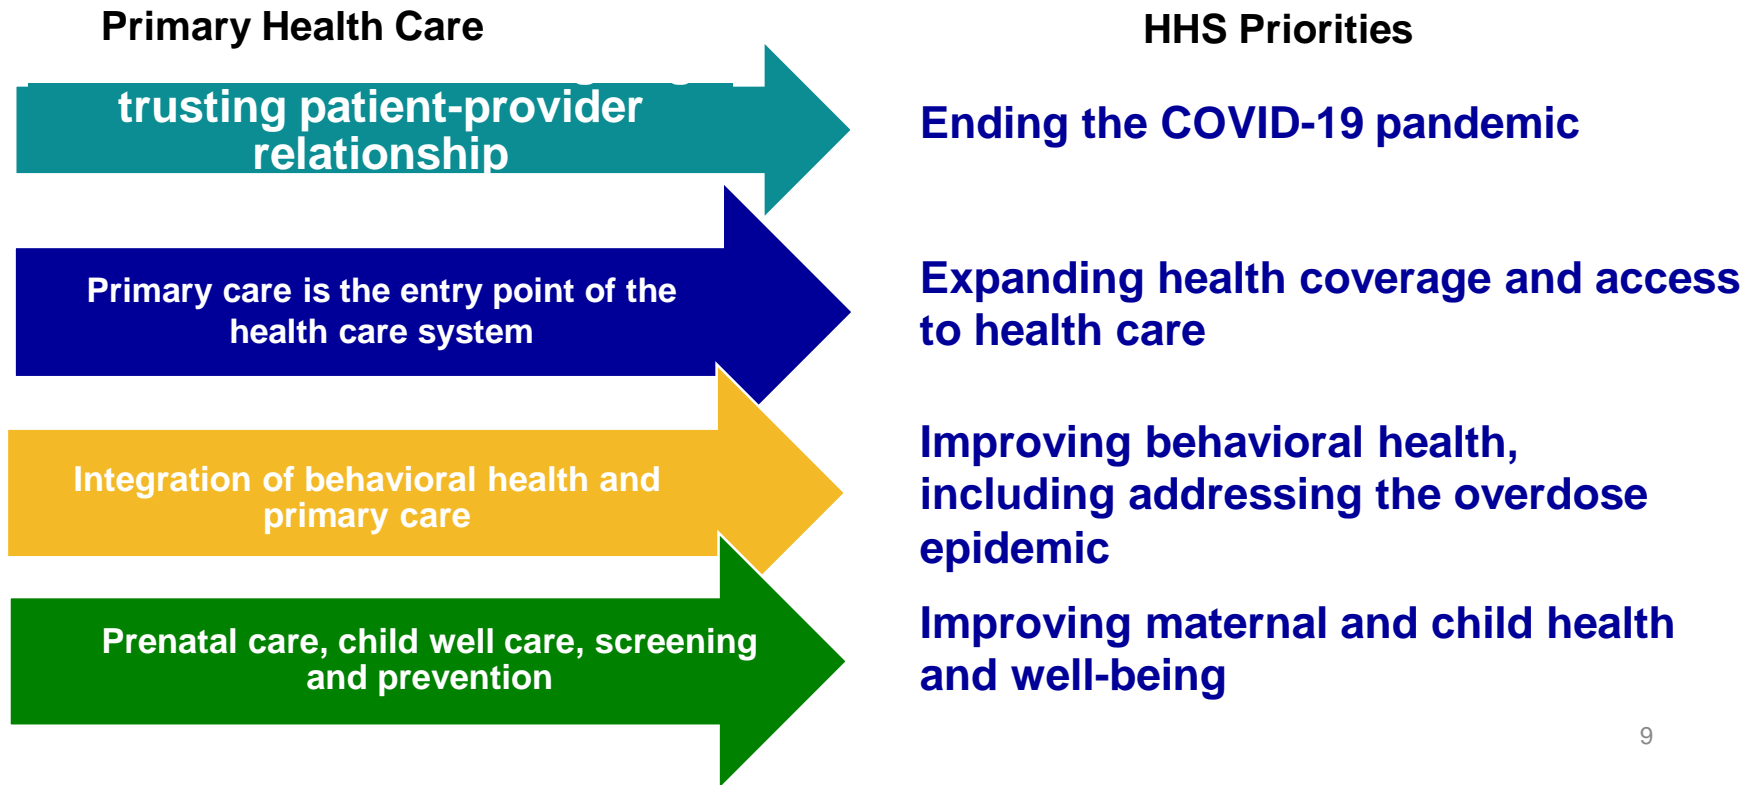 Primary Health Care
HHS Priorities
trusting patient-provider
relationship
Ending the COVID-19 pandemic
Primary care is the entry point of the
health care system
Expanding health coverage and access
to health care
Integration of behavioral health and
primary care
Improving behavioral health,
including addressing the overdose
epidemic
Prenatal care, child well care, screening
and prevention
Improving maternal and child health
and well-being
9